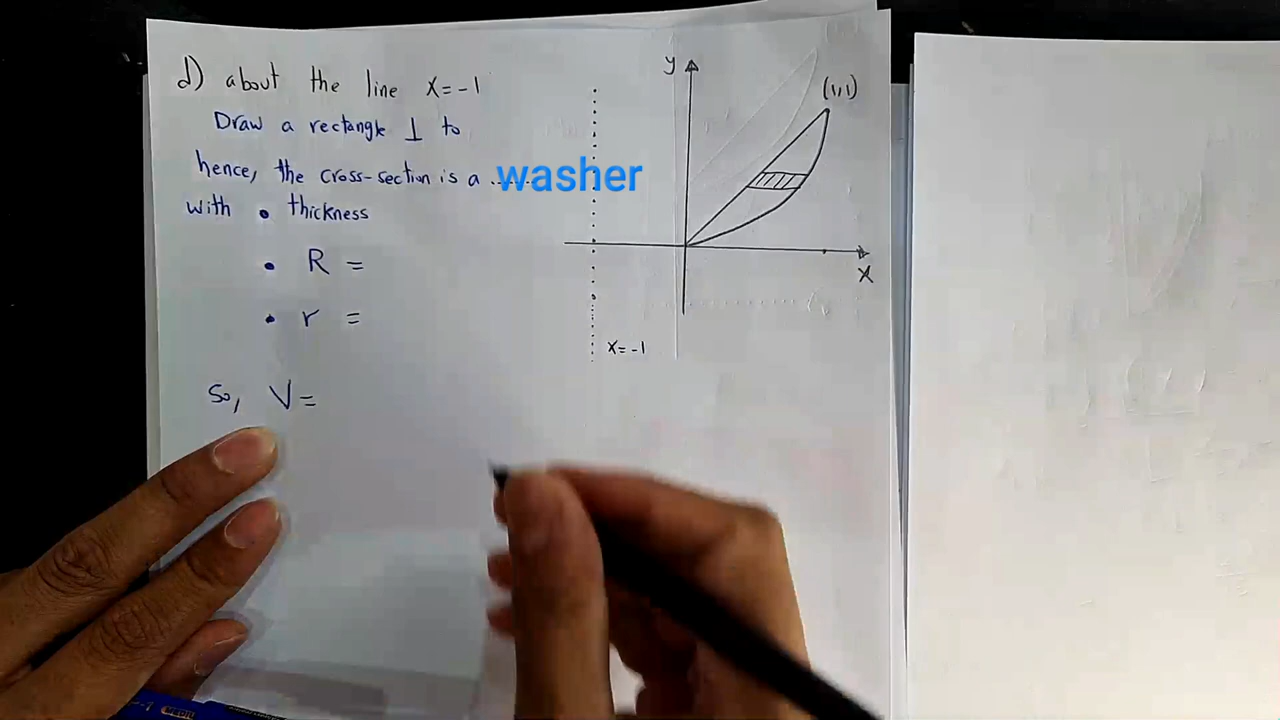 d) about the line x=-1
Draw a rectangle ⊥ to
hence, the cross-section is a ........ washer
with • thickness
• R =
• r =
So, V=
y
(1,1)
x
x=-1